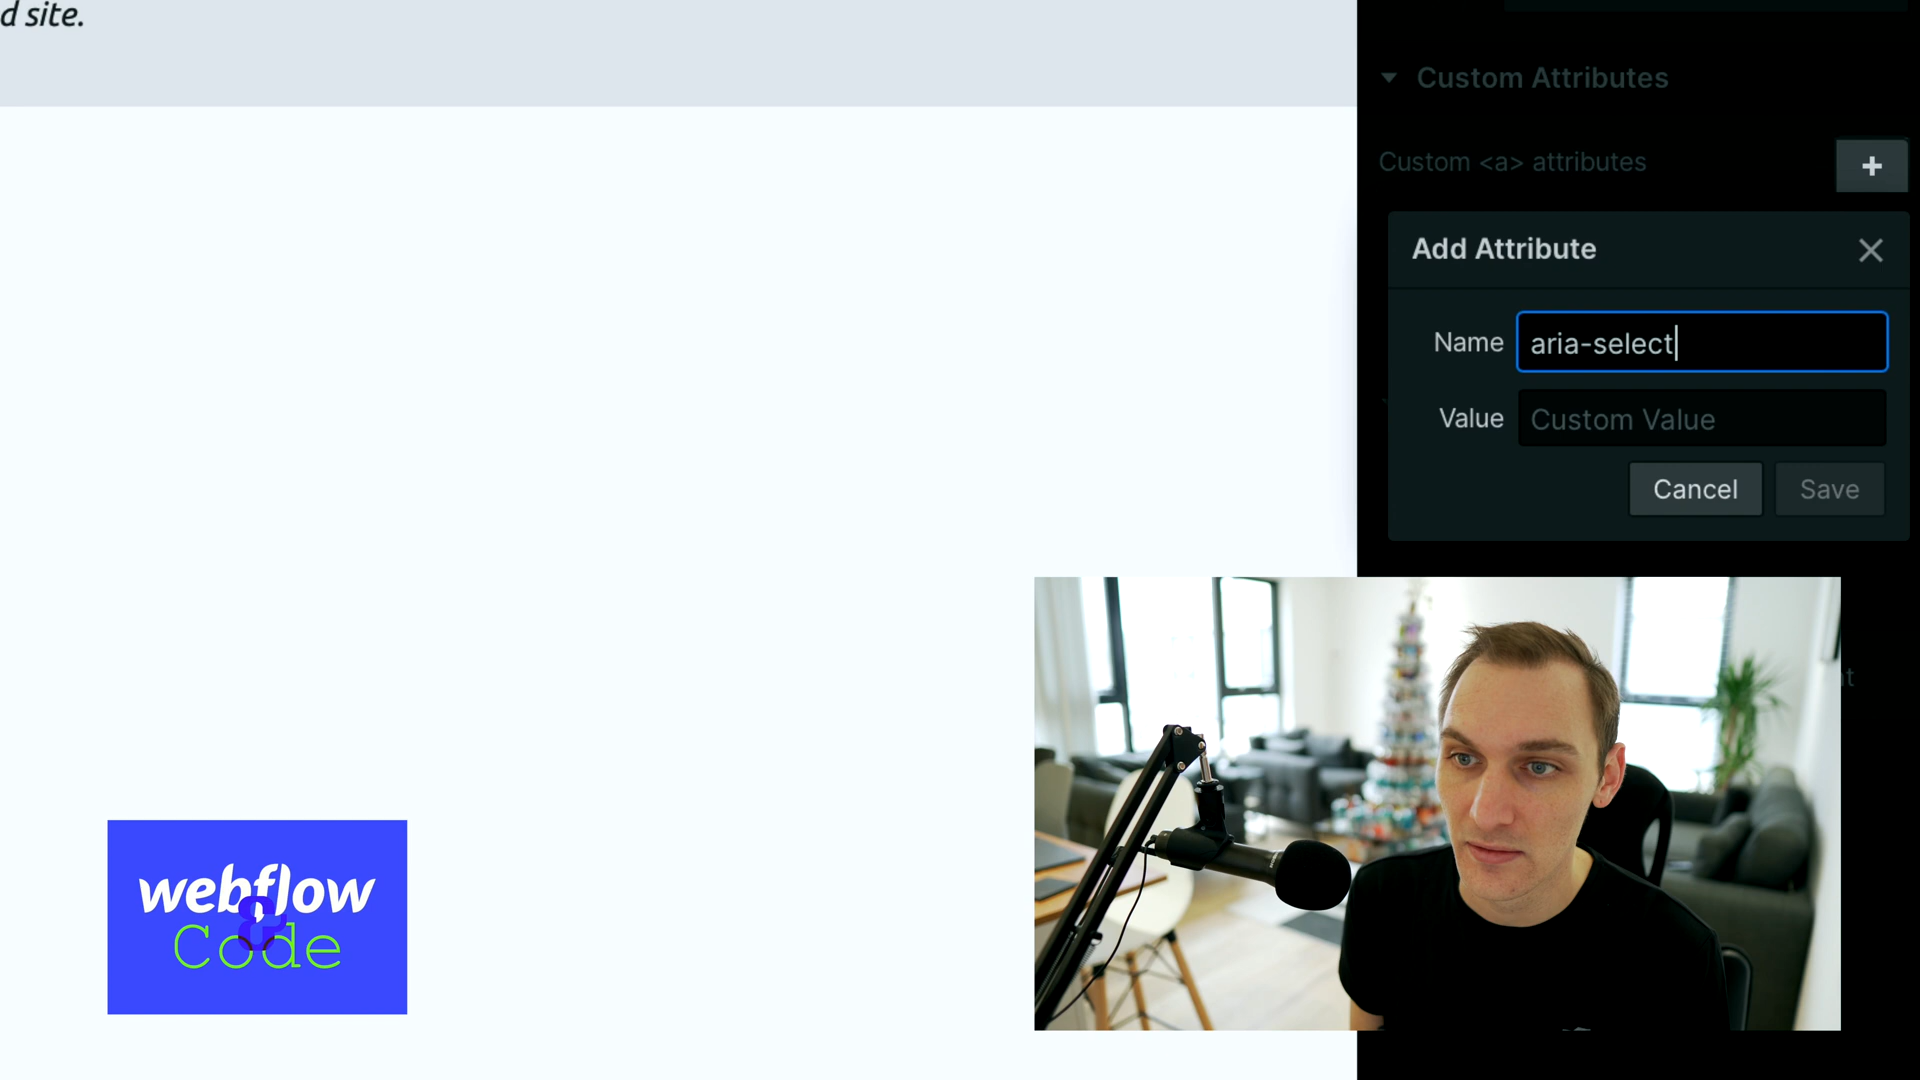 d site.
Custom Attributes
Custom <a> attributes
+
Add Attribute
Name
aria-select
Value
Custom Value
Cancel
Save
webflow
&
Code